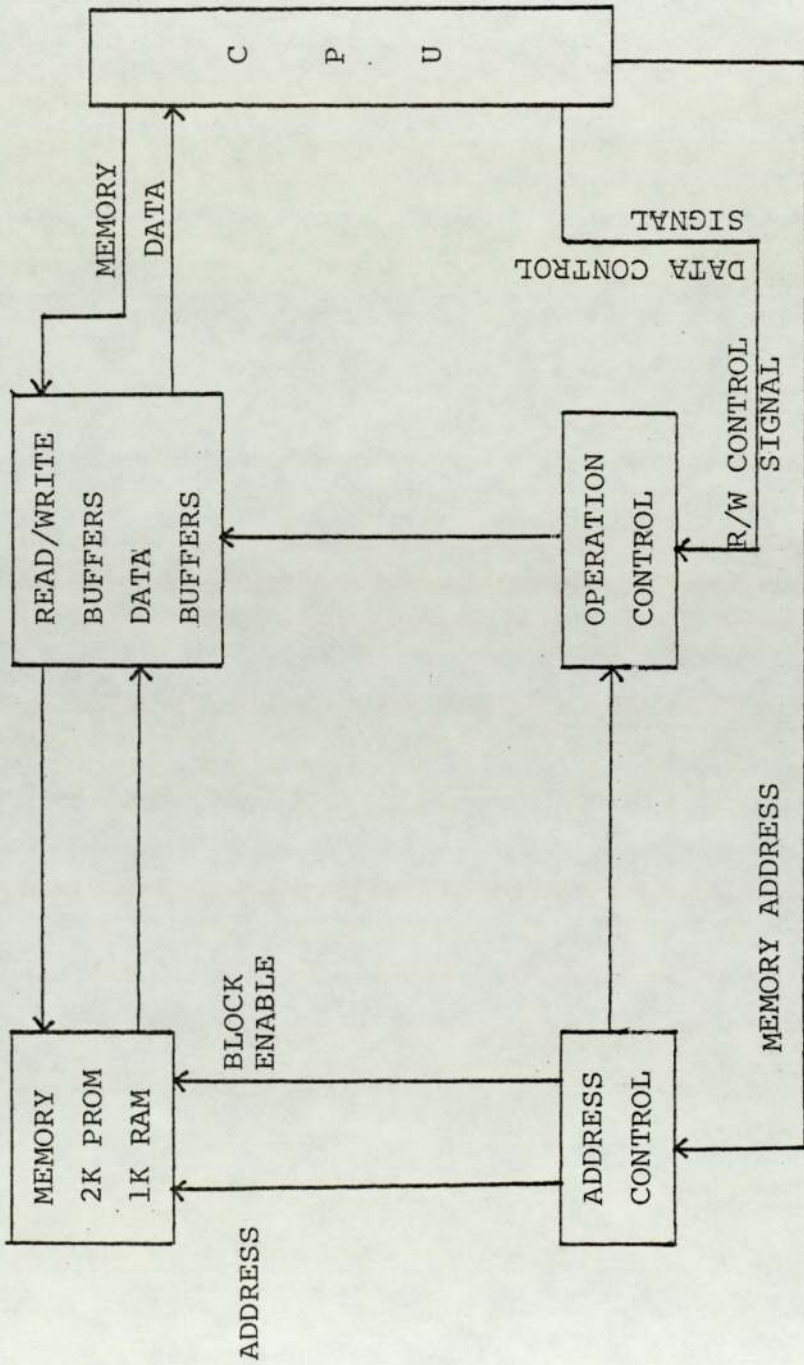 MEMORY
2K PROM
1K RAM
READ/WRITE
BUFFERS
DATA
BUFFERS
MEMORY
DATA
C P U
BLOCK
ENABLE
ADDRESS
ADDRESS
CONTROL
OPERATION
CONTROL
DATA CONTROL
SIGNAL
R/W CONTROL
SIGNAL
MEMORY ADDRESS